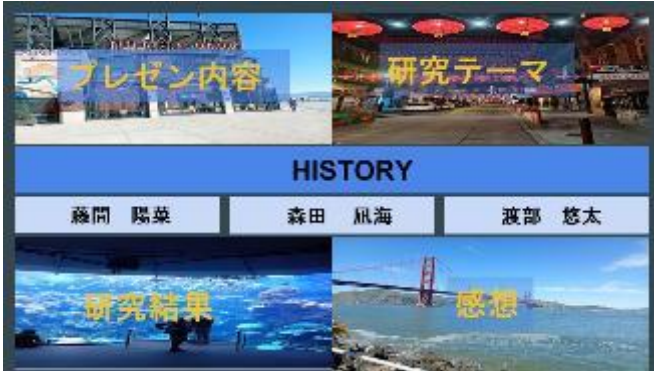 プレゼン内容
研究テーマ
HISTORY
藤間 陽菜
森田 凪海
渡部 悠太
研究結果
感想